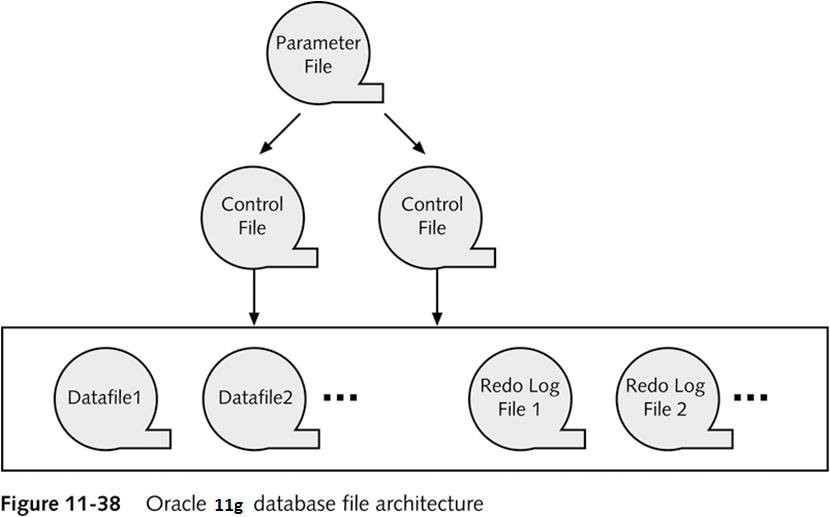 Parameter
File
Control
File
Control
File
Datafile1
Datafile2
...
Redo Log
File 1
Redo Log
File 2
...
Figure 11-38 Oracle 11g database file architecture